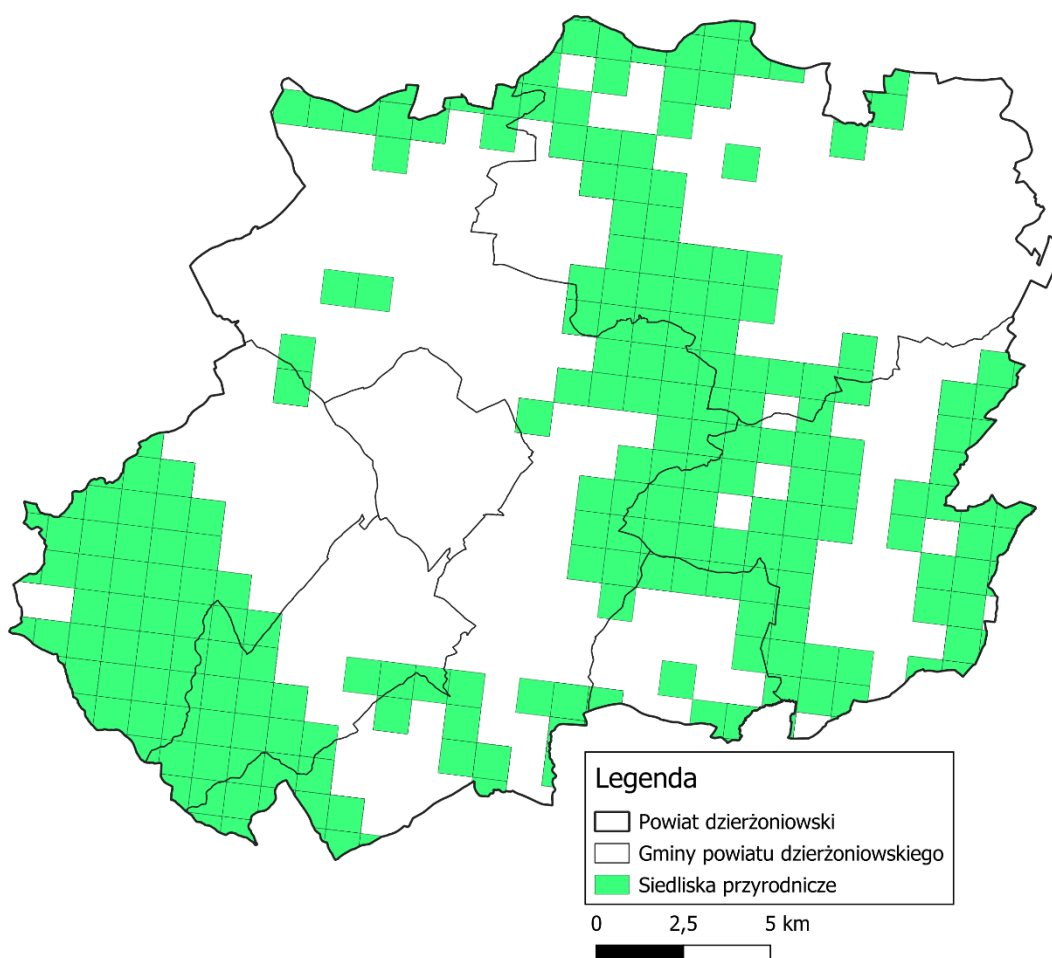 Legenda
Powiat dzierżoniowski
Gminy powiatu dzierżoniowskiego
Siedliska przyrodnicze
0 2,5 5 km